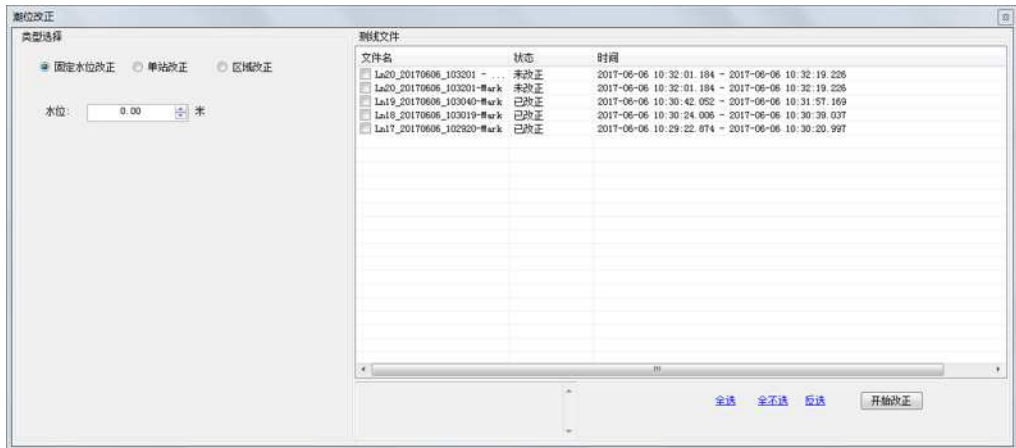 潮位改正
类型选择
固定水位改正 单站改正 区域改正
水位: 0.00 米
测线文件
文件名 状态 时间
Ln20_20170606_103201 - ... 未改正 2017-06-06 10:32:01.184 - 2017-06-06 10:32:19.226
Ln20_20170606_103201-Mark 未改正 2017-06-06 10:32:01.184 - 2017-06-06 10:32:19.226
Ln19_20170606_103040-Mark 已改正 2017-06-06 10:30:42.052 - 2017-06-06 10:31:57.169
Ln18_20170606_103019-Mark 已改正 2017-06-06 10:30:24.006 - 2017-06-06 10:30:39.037
Ln17_20170606_102920-Mark 已改正 2017-06-06 10:29:22.874 - 2017-06-06 10:30:20.997
全选 全不选 反选 开始改正